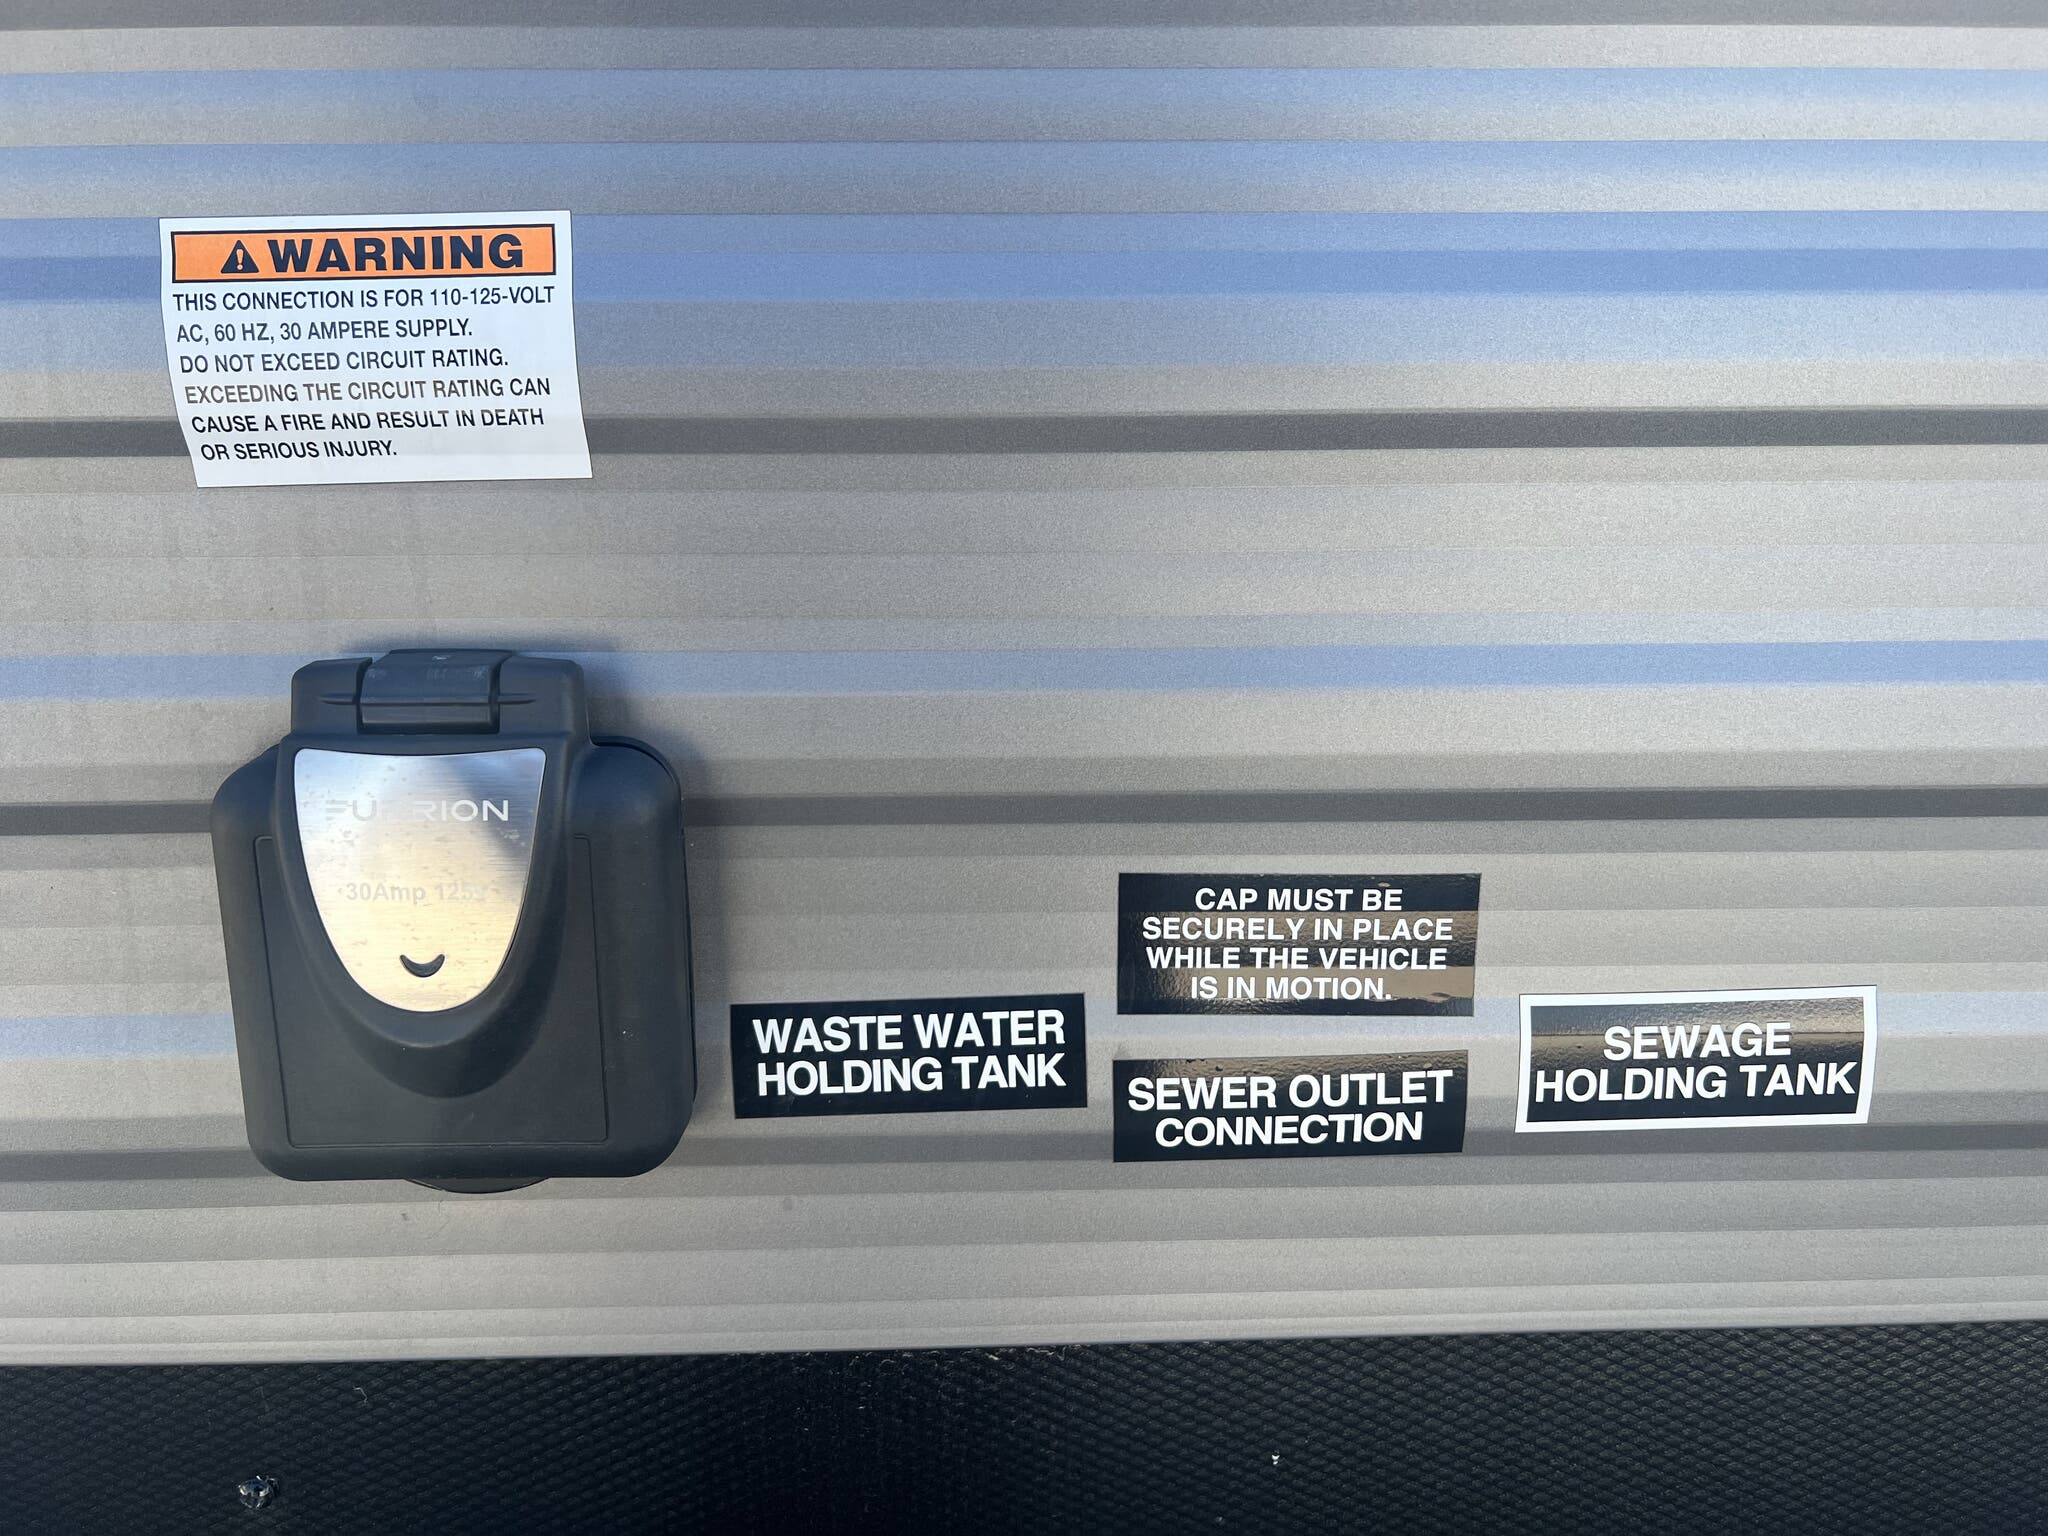 WARNING
THIS CONNECTION IS FOR 110-125-VOLT
AC, 60 HZ, 30 AMPERE SUPPLY.
DO NOT EXCEED CIRCUIT RATING.
EXCEEDING THE CIRCUIT RATING CAN
CAUSE A FIRE AND RESULT IN DEATH
OR SERIOUS INJURY.
FURRION
30Amp 125V
WASTE WATER
HOLDING TANK
CAP MUST BE
SECURELY IN PLACE
WHILE THE VEHICLE
IS IN MOTION.
SEWER OUTLET
CONNECTION
SEWAGE
HOLDING TANK